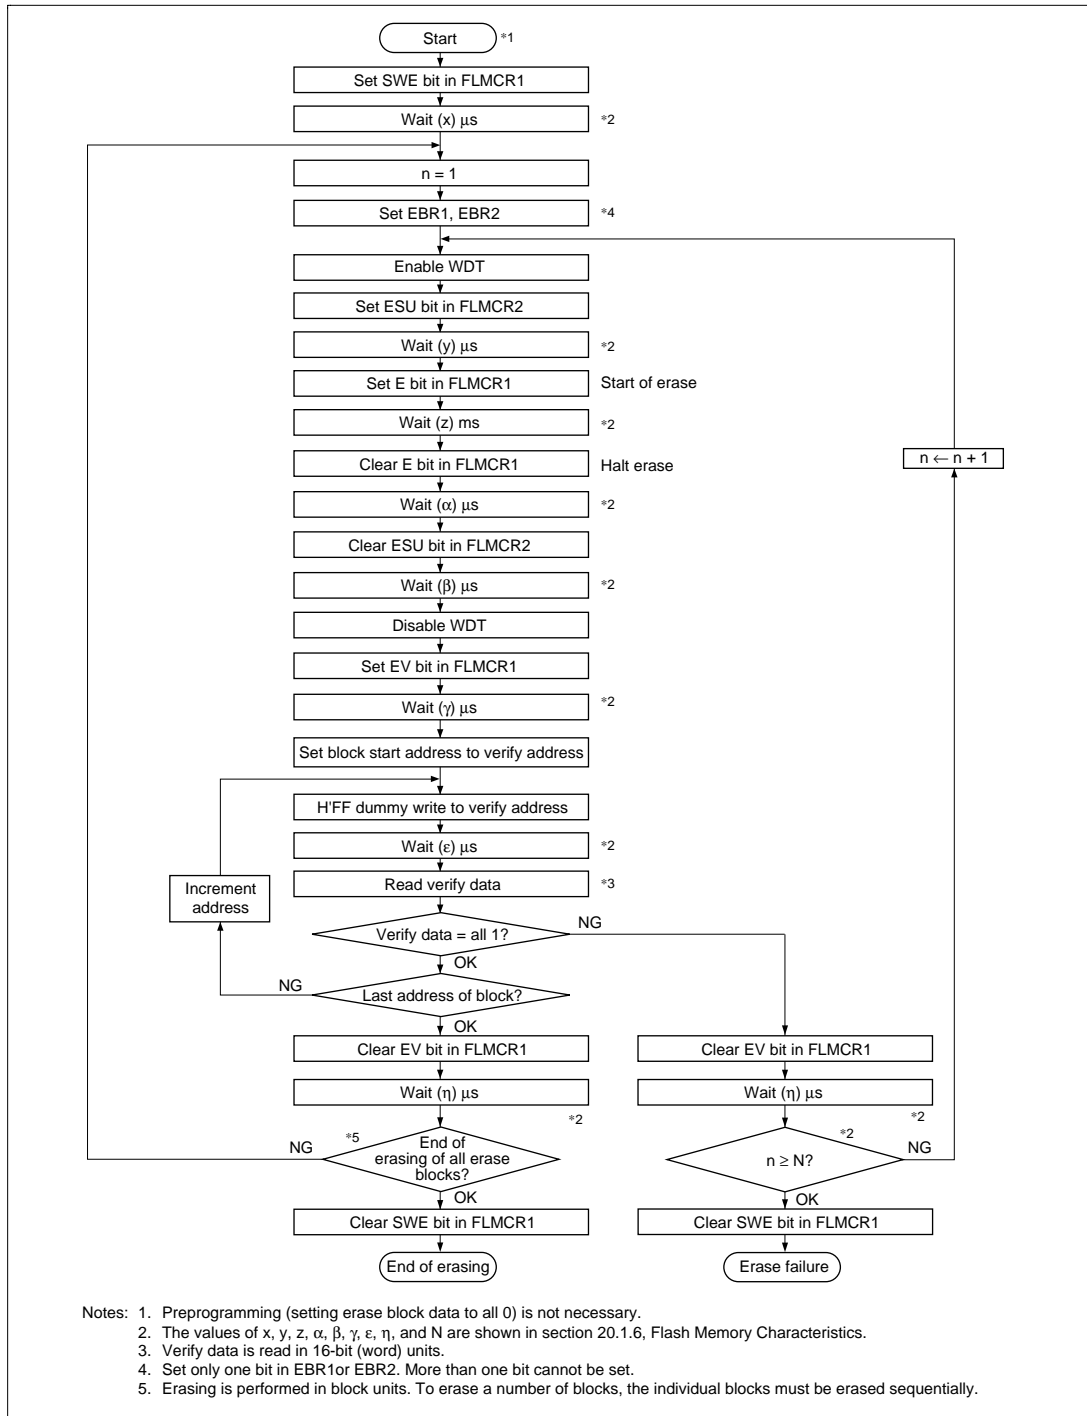 Start *1
Set SWE bit in FLMCR1
Wait (x) μs *2
n = 1
Set EBR1, EBR2 *4
Enable WDT
Set ESU bit in FLMCR2
Wait (y) μs *2
Set E bit in FLMCR1 Start of erase
Wait (z) ms *2
n ← n + 1
Clear E bit in FLMCR1 Halt erase
Wait (α) μs *2
Clear ESU bit in FLMCR2
Wait (β) μs *2
Disable WDT
Set EV bit in FLMCR1
Wait (γ) μs *2
Set block start address to verify address
H'FF dummy write to verify address
Wait (ε) μs *2
Increment
address
Read verify data *3
Verify data = all 1? NG
OK
NG Last address of block?
OK
Clear EV bit in FLMCR1 Clear EV bit in FLMCR1
Wait (η) μs Wait (η) μs
*2 *2
NG *5 End of
erasing of all erase
blocks?
*2 n ≥ N? NG
OK OK
Clear SWE bit in FLMCR1 Clear SWE bit in FLMCR1
End of erasing Erase failure
Notes: 1. Preprogramming (setting erase block data to all 0) is not necessary.
2. The values of x, y, z, α, β, γ, ε, η, and N are shown in section 20.1.6, Flash Memory Characteristics.
3. Verify data is read in 16-bit (word) units.
4. Set only one bit in EBR1or EBR2. More than one bit cannot be set.
5. Erasing is performed in block units. To erase a number of blocks, the individual blocks must be erased sequentially.